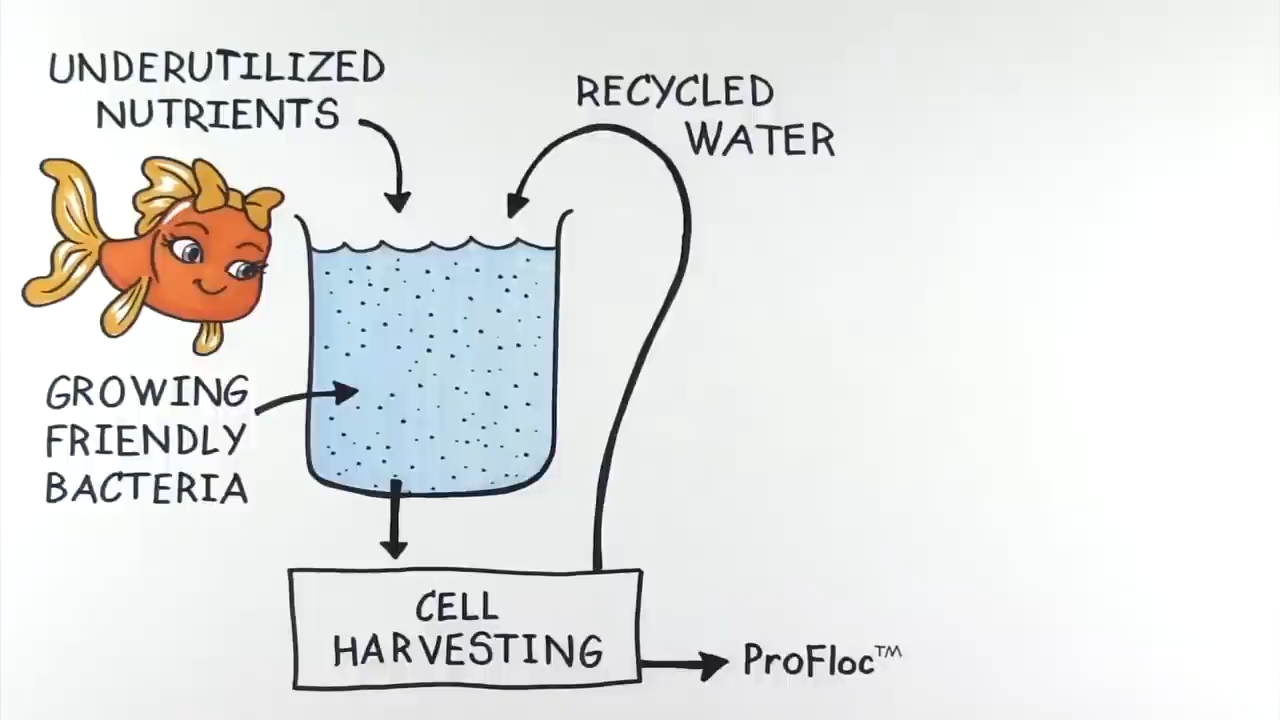 UNDERUTILIZED
NUTRIENTS
RECYCLED
WATER
GROWING
FRIENDLY
BACTERIA
CELL
HARVESTING
ProFloc™